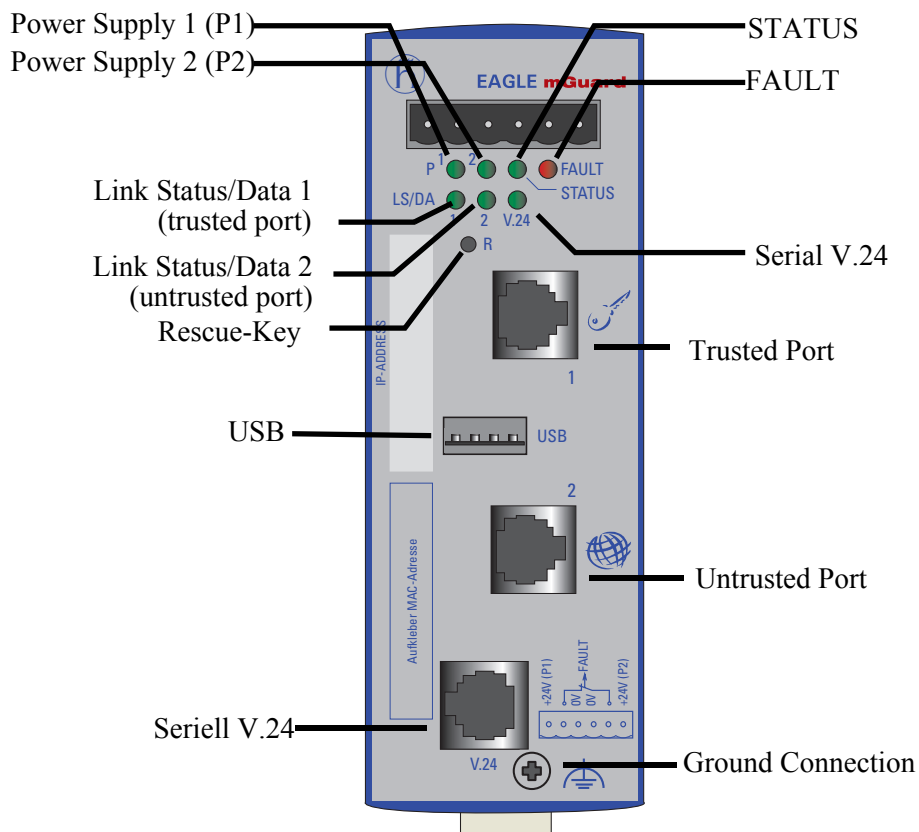 Power Supply 1 (P1)
STATUS
Power Supply 2 (P2)
FAULT
h
EAGLE mGuard
1 2
P
FAULT
STATUS
Link Status/Data 1
(trusted port)
LS/DA
1 2 V.24
Link Status/Data 2
(untrusted port)
R
Serial V.24
Rescue-Key
IP-ADDRESS
Trusted Port
1
USB
USB
2
Untrusted Port
Aufkleber MAC-Adresse
+24V (P1)
0V
FAULT
0V
+24V (P2)
Seriell V.24
V.24
Ground Connection